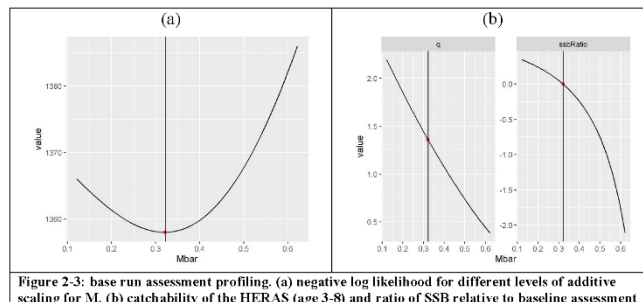 (a)
(b)
value
1380
1370
1360
0.1 0.2 0.3 0.4 0.5 0.6
Mbar
q
ssbRatio
value
2.0
1.5
1.0
0.5
0.0
-0.5
-1.0
-1.5
-2.0
0.1 0.2 0.3 0.4 0.5 0.6
0.1 0.2 0.3 0.4 0.5 0.6
Mbar
Figure 2-3: base run assessment profiling. (a) negative log likelihood for different levels of additive
scaling for M. (b) catchability of the HERAS (age 3-8) and ratio of SSB relative to baseline assessment